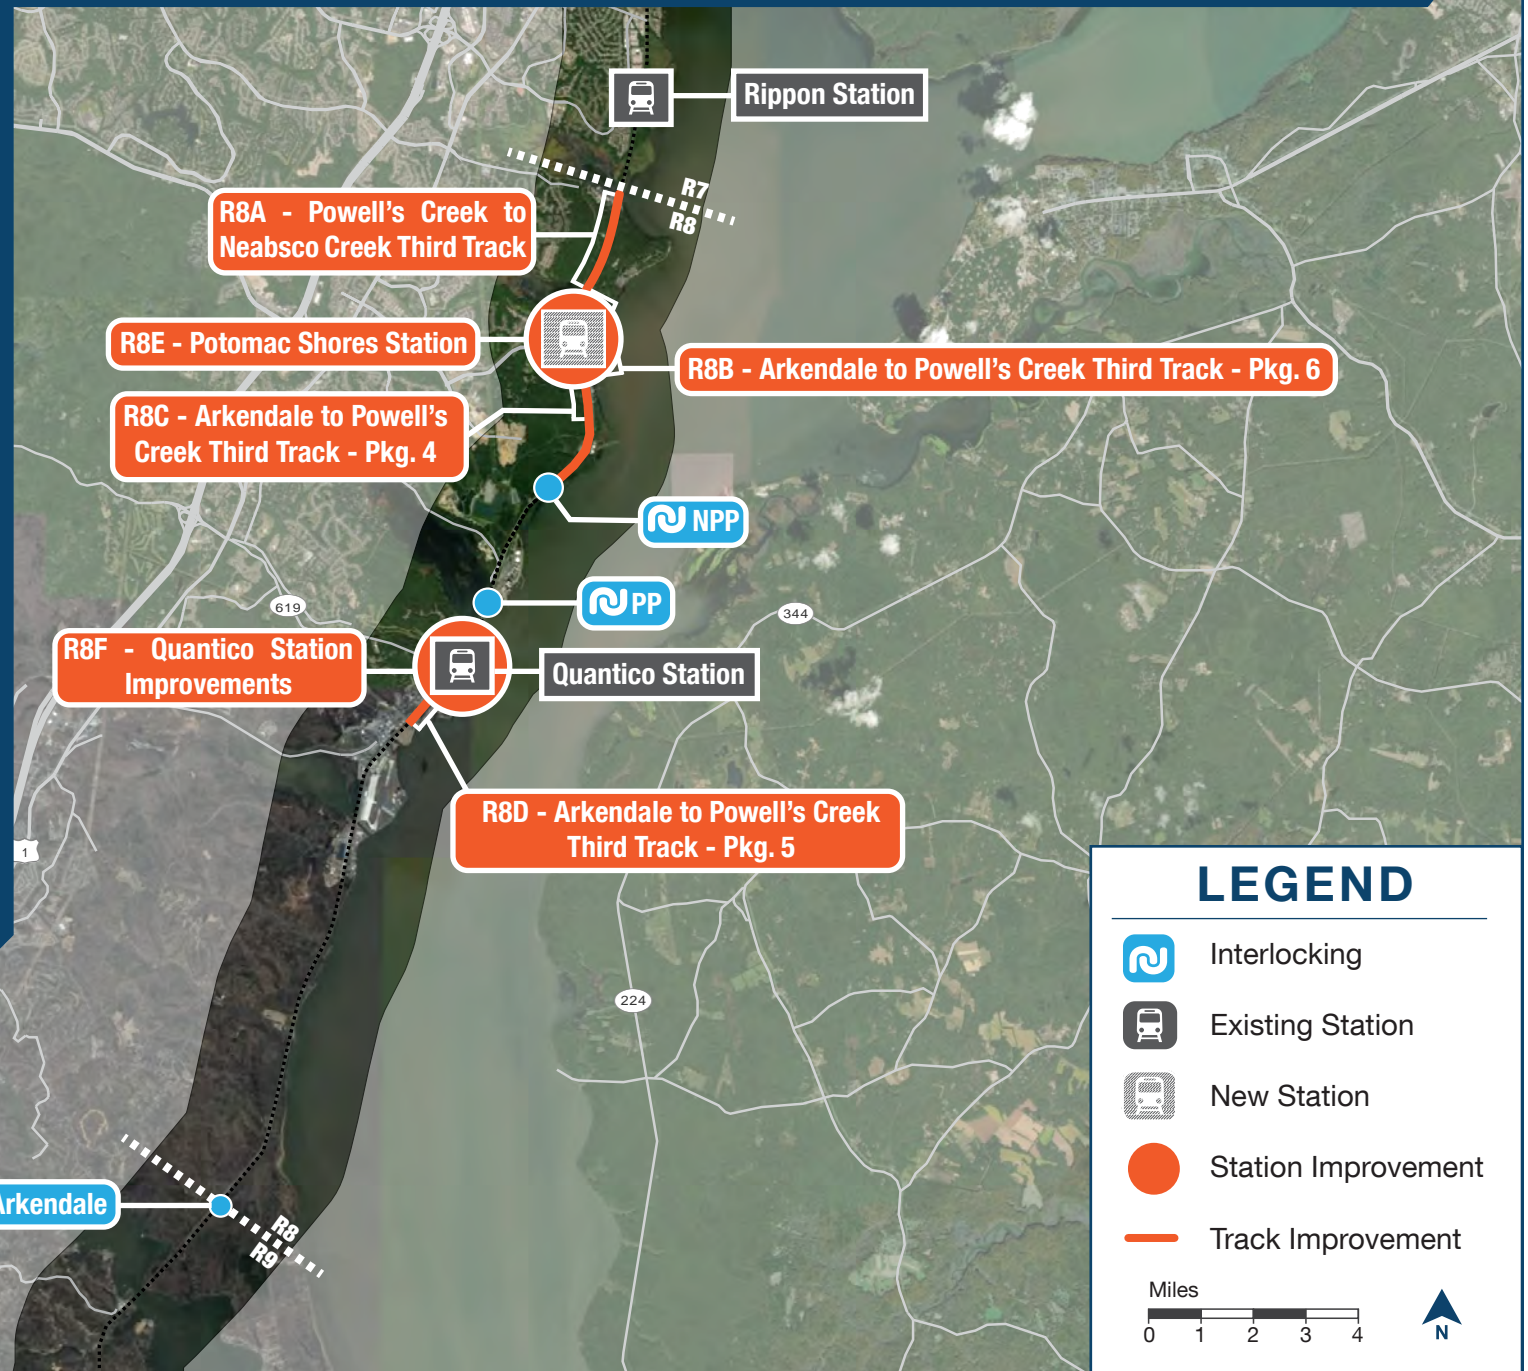 Rippon Station
R7
R8
R8A - Powell's Creek to
Neabsco Creek Third Track
R8E - Potomac Shores Station
R8B - Arkendale to Powell's Creek Third Track - Pkg. 6
R8C - Arkendale to Powell's
Creek Third Track - Pkg. 4
NPP
PP
619
344
R8F - Quantico Station
Improvements
Quantico Station
R8D - Arkendale to Powell's Creek
Third Track - Pkg. 5
1
224
Arkendale
R8
R9
LEGEND
Interlocking
Existing Station
New Station
Station Improvement
Track Improvement
Miles
0 1 2 3 4
N